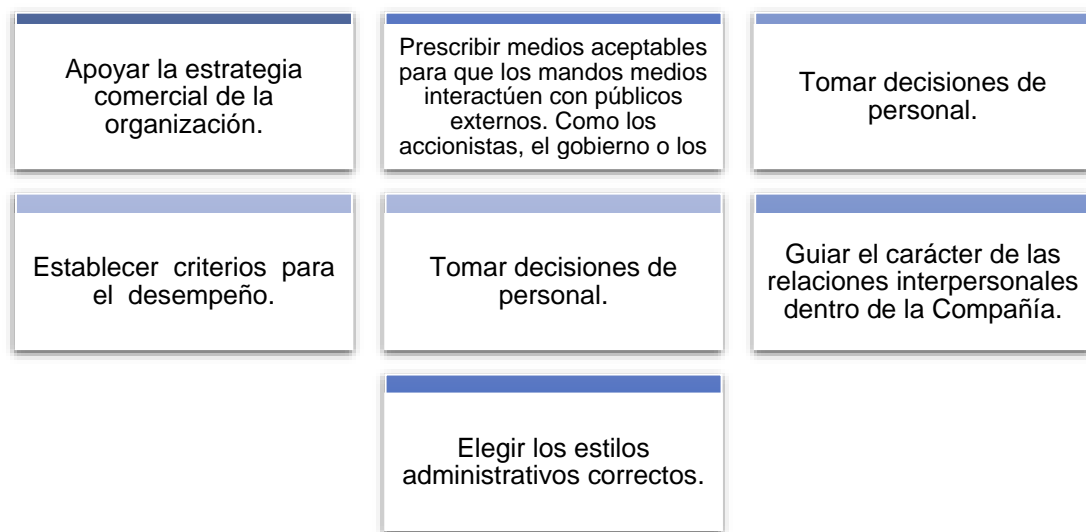 Apoyar la estrategia
comercial de la
organización.
Prescribir medios aceptables
para que los mandos medios
interactúen con públicos
externos. Como los
accionistas, el gobierno o los
Tomar decisiones de
personal.
Establecer criterios para
el desempeño.
Tomar decisiones de
personal.
Guiar el carácter de las
relaciones interpersonales
dentro de la Compañía.
Elegir los estilos
administrativos correctos.